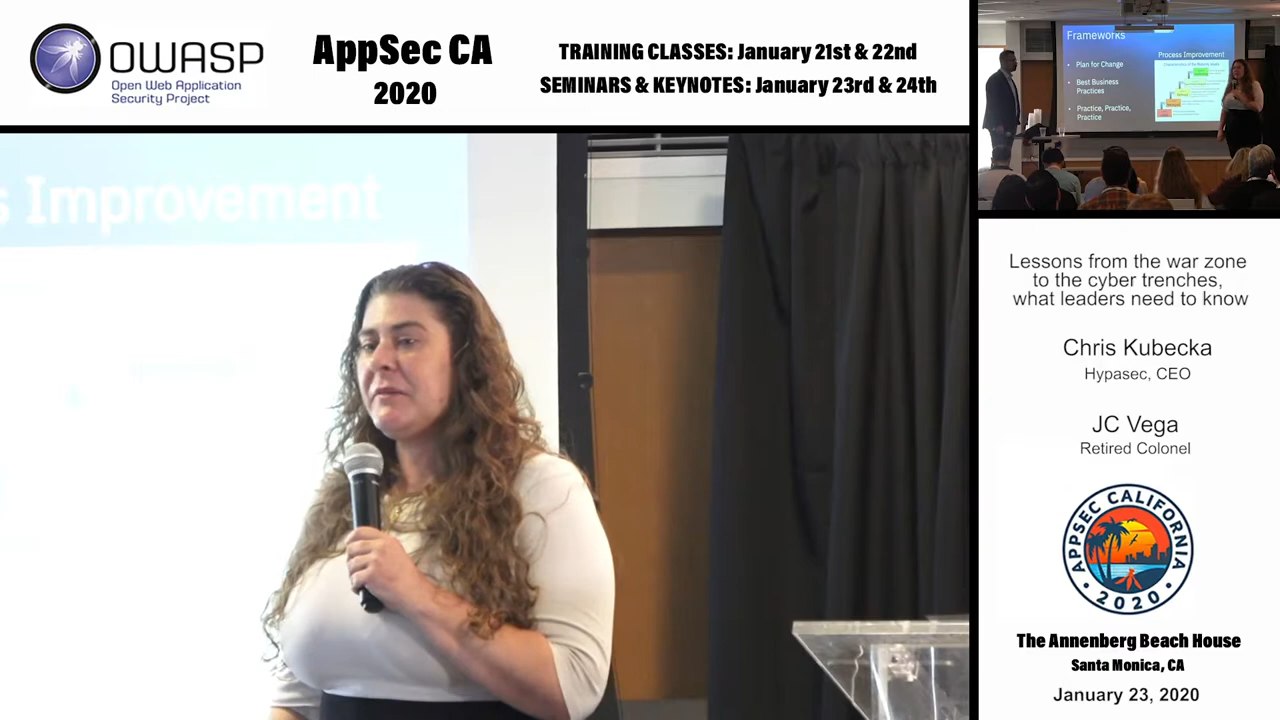 OWASP
Open Web Application
Security Project
AppSec CA
2020
TRAINING CLASSES: January 21st & 22nd
SEMINARS & KEYNOTES: January 23rd & 24th
s Improvement
Frameworks
Process Improvement
• Plan for Change
• Best Business
Practices
• Practice, Practice,
Practice
Lessons from the war zone
to the cyber trenches,
what leaders need to know
Chris Kubecka
Hypasec, CEO
JC Vega
Retired Colonel
APPSEC CALIFORNIA
• 2020 •
The Annenberg Beach House
Santa Monica, CA
January 23, 2020